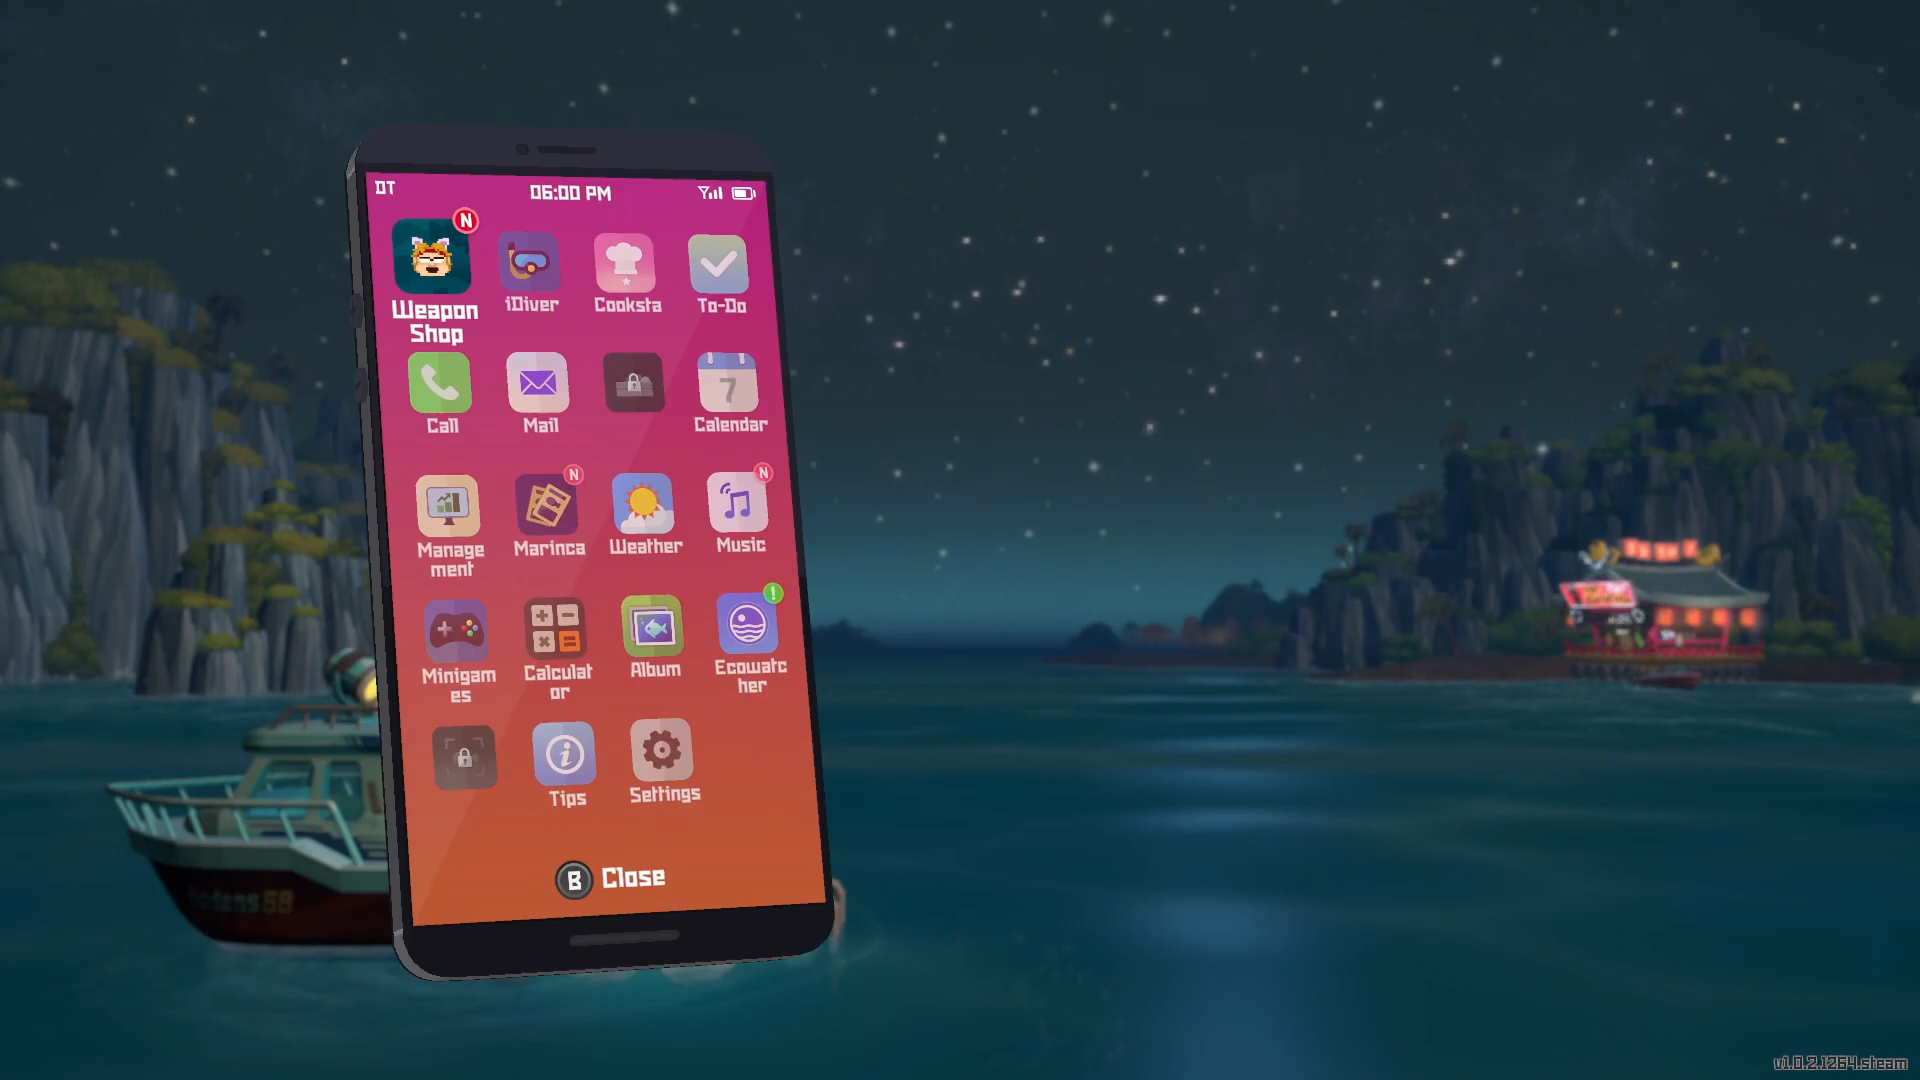 DT
06:00 PM
N
Weapon
Shop
iDiver
Cooksta
To-Do
Call
Mail
7
Calendar
Manage
ment
N
Marinca
Weather
N
Music
Minigam
es
Calculat
or
Album
!
Ecowatc
her
i
Tips
Settings
B Close
58
v1.0.2.1264.steam